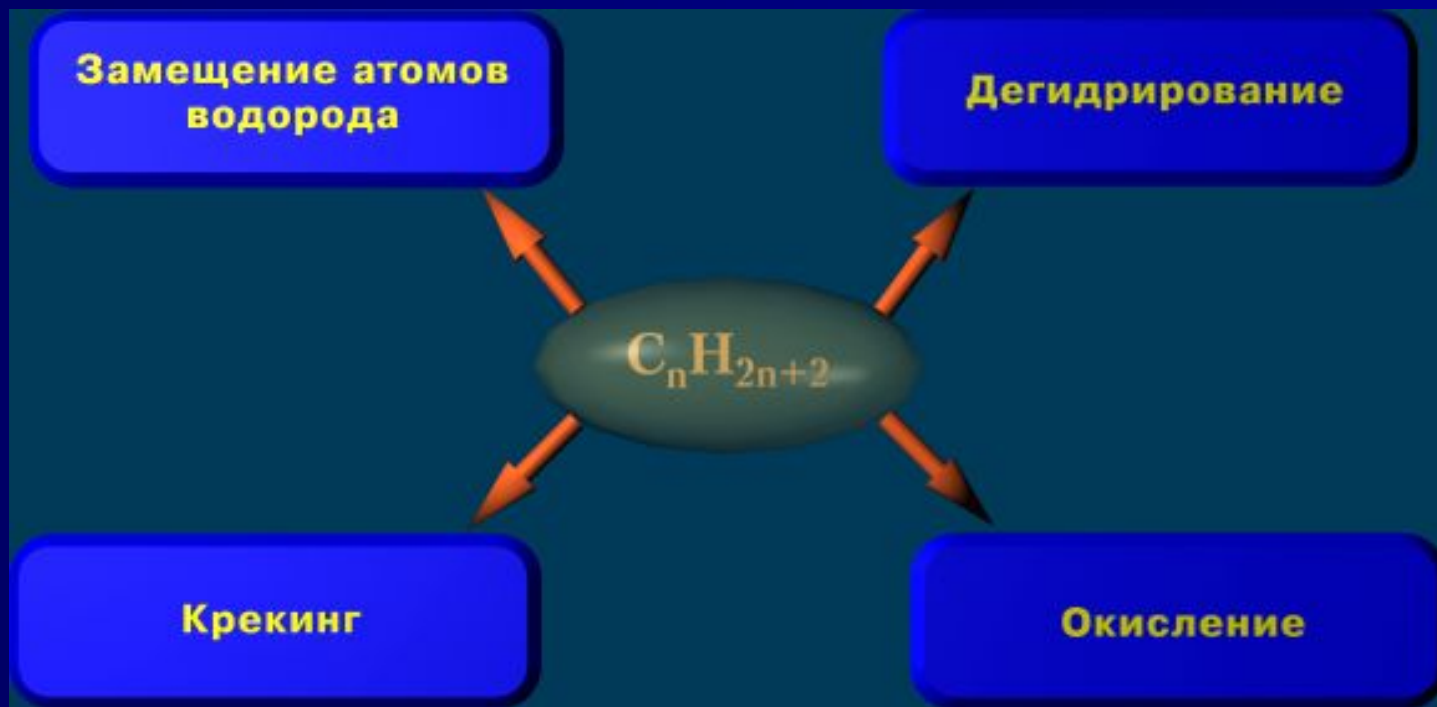 Замещение атомов
водорода
Дегидрирование
CₙH₂ₙ₊₂
Крекинг
Окисление